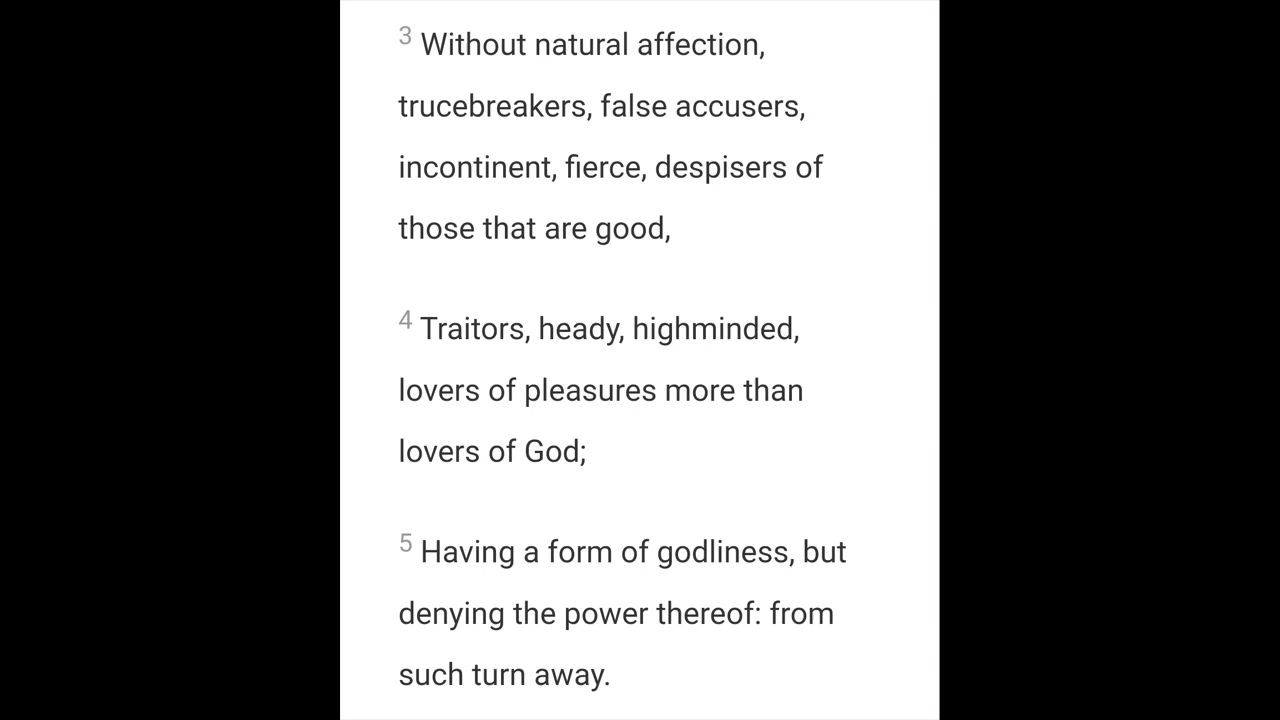 3 Without natural affection,
trucebreakers, false accusers,
incontinent, fierce, despisers of
those that are good,
4 Traitors, heady, highminded,
lovers of pleasures more than
lovers of God;
5 Having a form of godliness, but
denying the power thereof: from
such turn away.